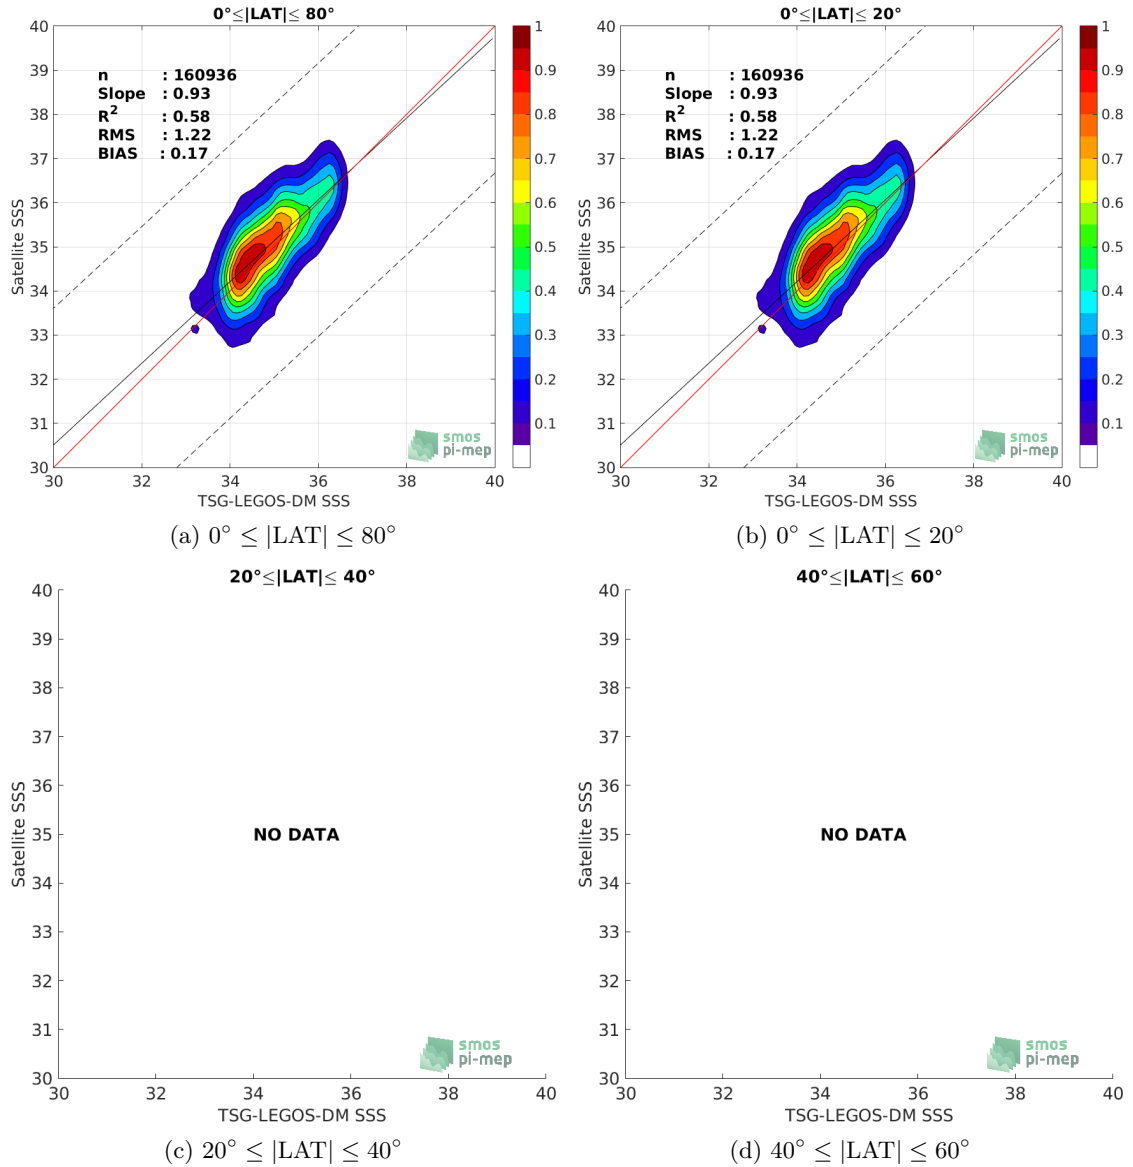 0°≤|LAT|≤ 80°
40
39
38
37
36
35
34
33
32
31
30
Satellite SSS
n : 160936
Slope : 0.93
R² : 0.58
RMS : 1.22
BIAS : 0.17
smos
pi-mep
30 32 34 36 38 40
TSG-LEGOS-DM SSS
1
0.9
0.8
0.7
0.6
0.5
0.4
0.3
0.2
0.1
(a) 0° ≤ |LAT| ≤ 80°
0°≤|LAT|≤ 20°
40
39
38
37
36
35
34
33
32
31
30
Satellite SSS
n : 160936
Slope : 0.93
R² : 0.58
RMS : 1.22
BIAS : 0.17
smos
pi-mep
30 32 34 36 38 40
TSG-LEGOS-DM SSS
1
0.9
0.8
0.7
0.6
0.5
0.4
0.3
0.2
0.1
(b) 0° ≤ |LAT| ≤ 20°
20°≤|LAT|≤ 40°
40
39
38
37
36
35
34
33
32
31
30
Satellite SSS
NO DATA
smos
pi-mep
30 32 34 36 38 40
TSG-LEGOS-DM SSS
(c) 20° ≤ |LAT| ≤ 40°
40°≤|LAT|≤ 60°
40
39
38
37
36
35
34
33
32
31
30
Satellite SSS
NO DATA
smos
pi-mep
30 32 34 36 38 40
TSG-LEGOS-DM SSS
(d) 40° ≤ |LAT| ≤ 60°